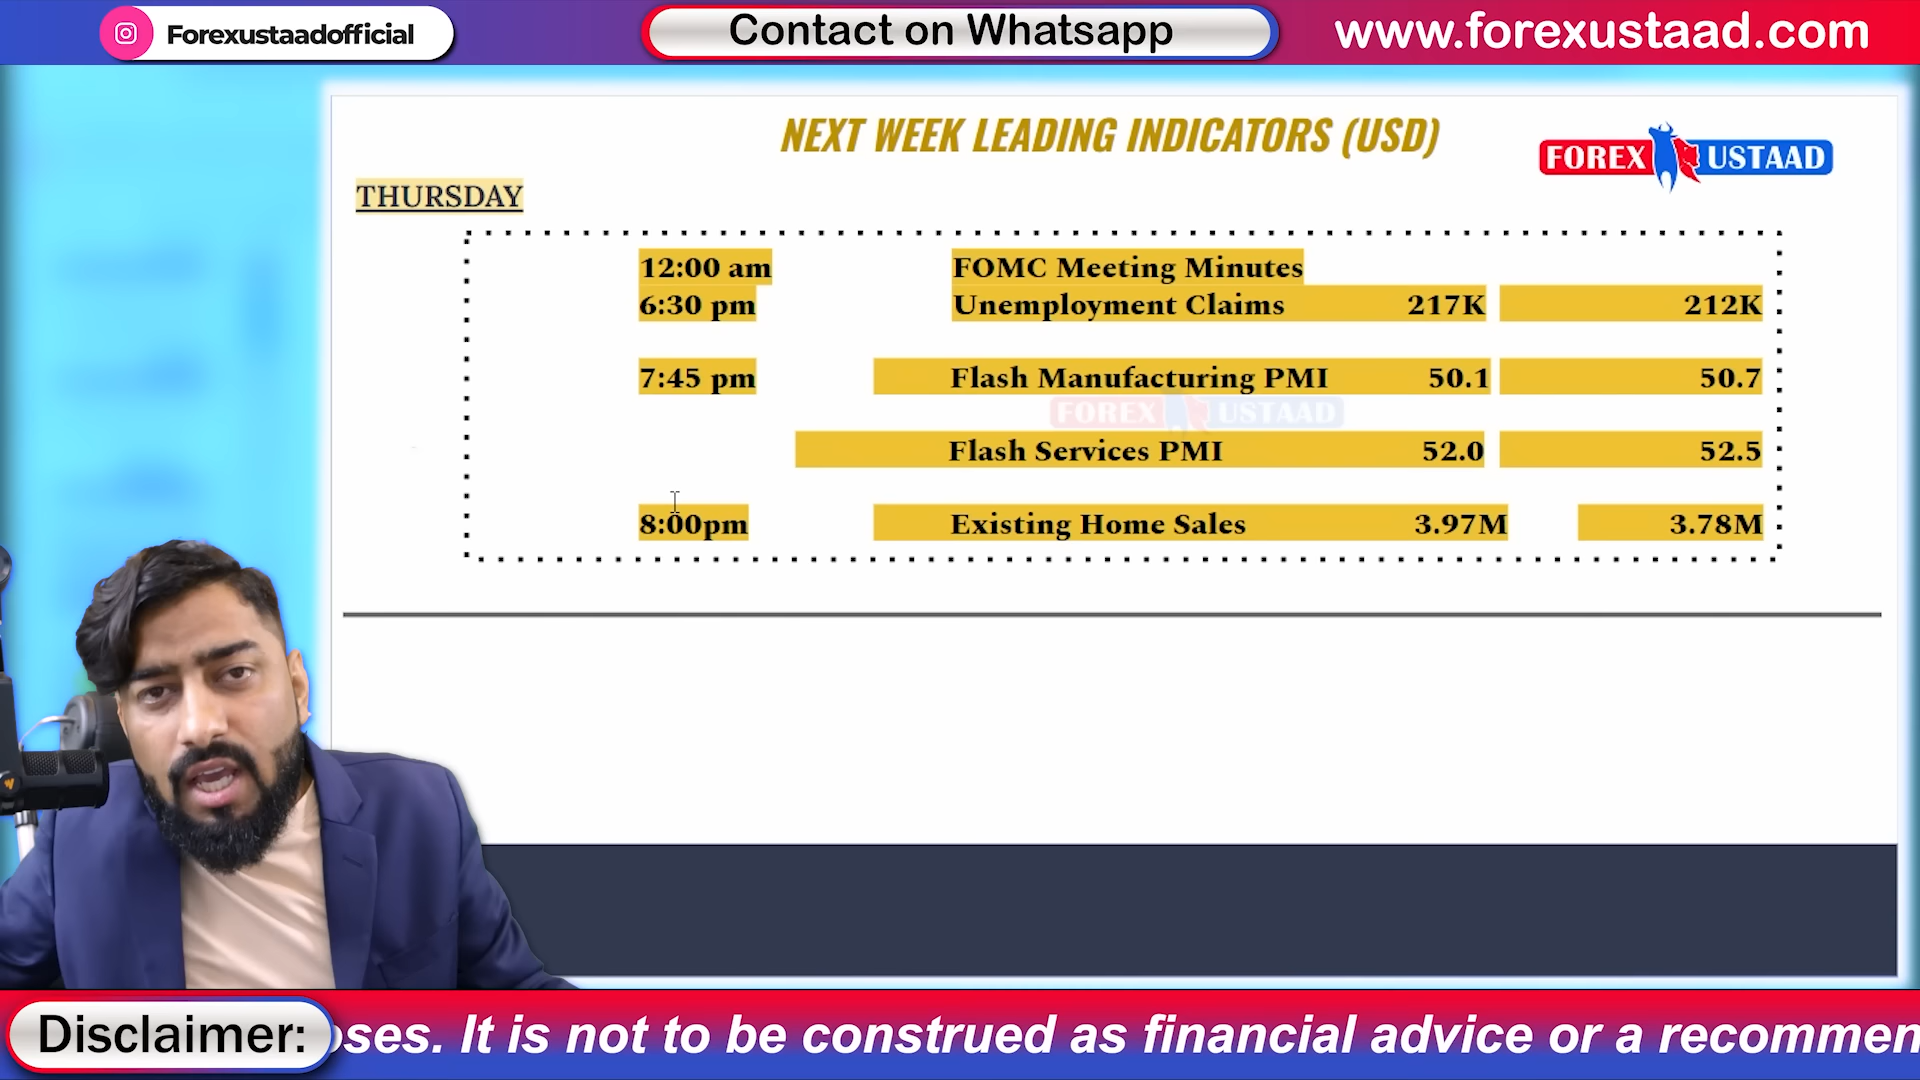 Forexustaadofficial
Contact on Whatsapp
www.forexustaad.com
NEXT WEEK LEADING INDICATORS (USD)
FOREX USTAAD
THURSDAY
12:00 am FOMC Meeting Minutes
6:30 pm Unemployment Claims 217K 212K
7:45 pm Flash Manufacturing PMI 50.1 50.7
FOREX USTAAD
Flash Services PMI 52.0 52.5
8:00pm Existing Home Sales 3.97M 3.78M
Disclaimer: oses. It is not to be construed as financial advice or a recommen